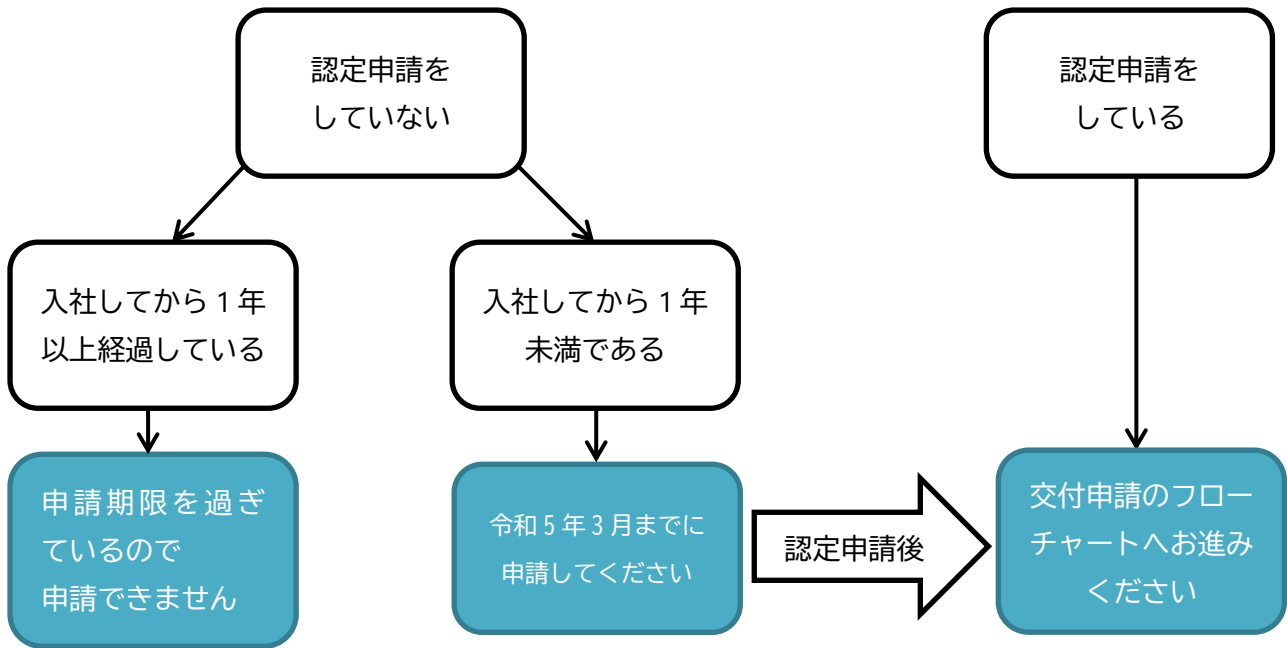 認定申請を
していない
認定申請を
している
入社してから1年
以上経過している
入社してから1年
未満である
申請期限を過ぎ
ているので
申請できません
令和5年3月までに
申請してください
認定申請後
交付申請のフロー
チャートへお進み
ください